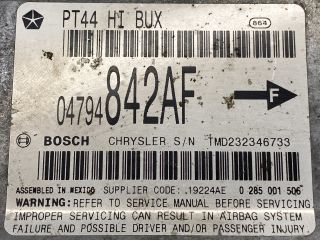 PT44 HI BUX
864
04794842AF
F
BOSCH CHRYSLER S/N TMD232346733
ASSEMBLED IN MEXICO SUPPLIER CODE: .19224AE 0 285 001 506
WARNING: REFER TO SERVICE MANUAL BEFORE SERVICING
IMPROPER SERVICING CAN RESULT IN AIRBAG SYSTEM
FAILURE AND POSSIBLE DRIVER AND/OR PASSENGER INJURY.